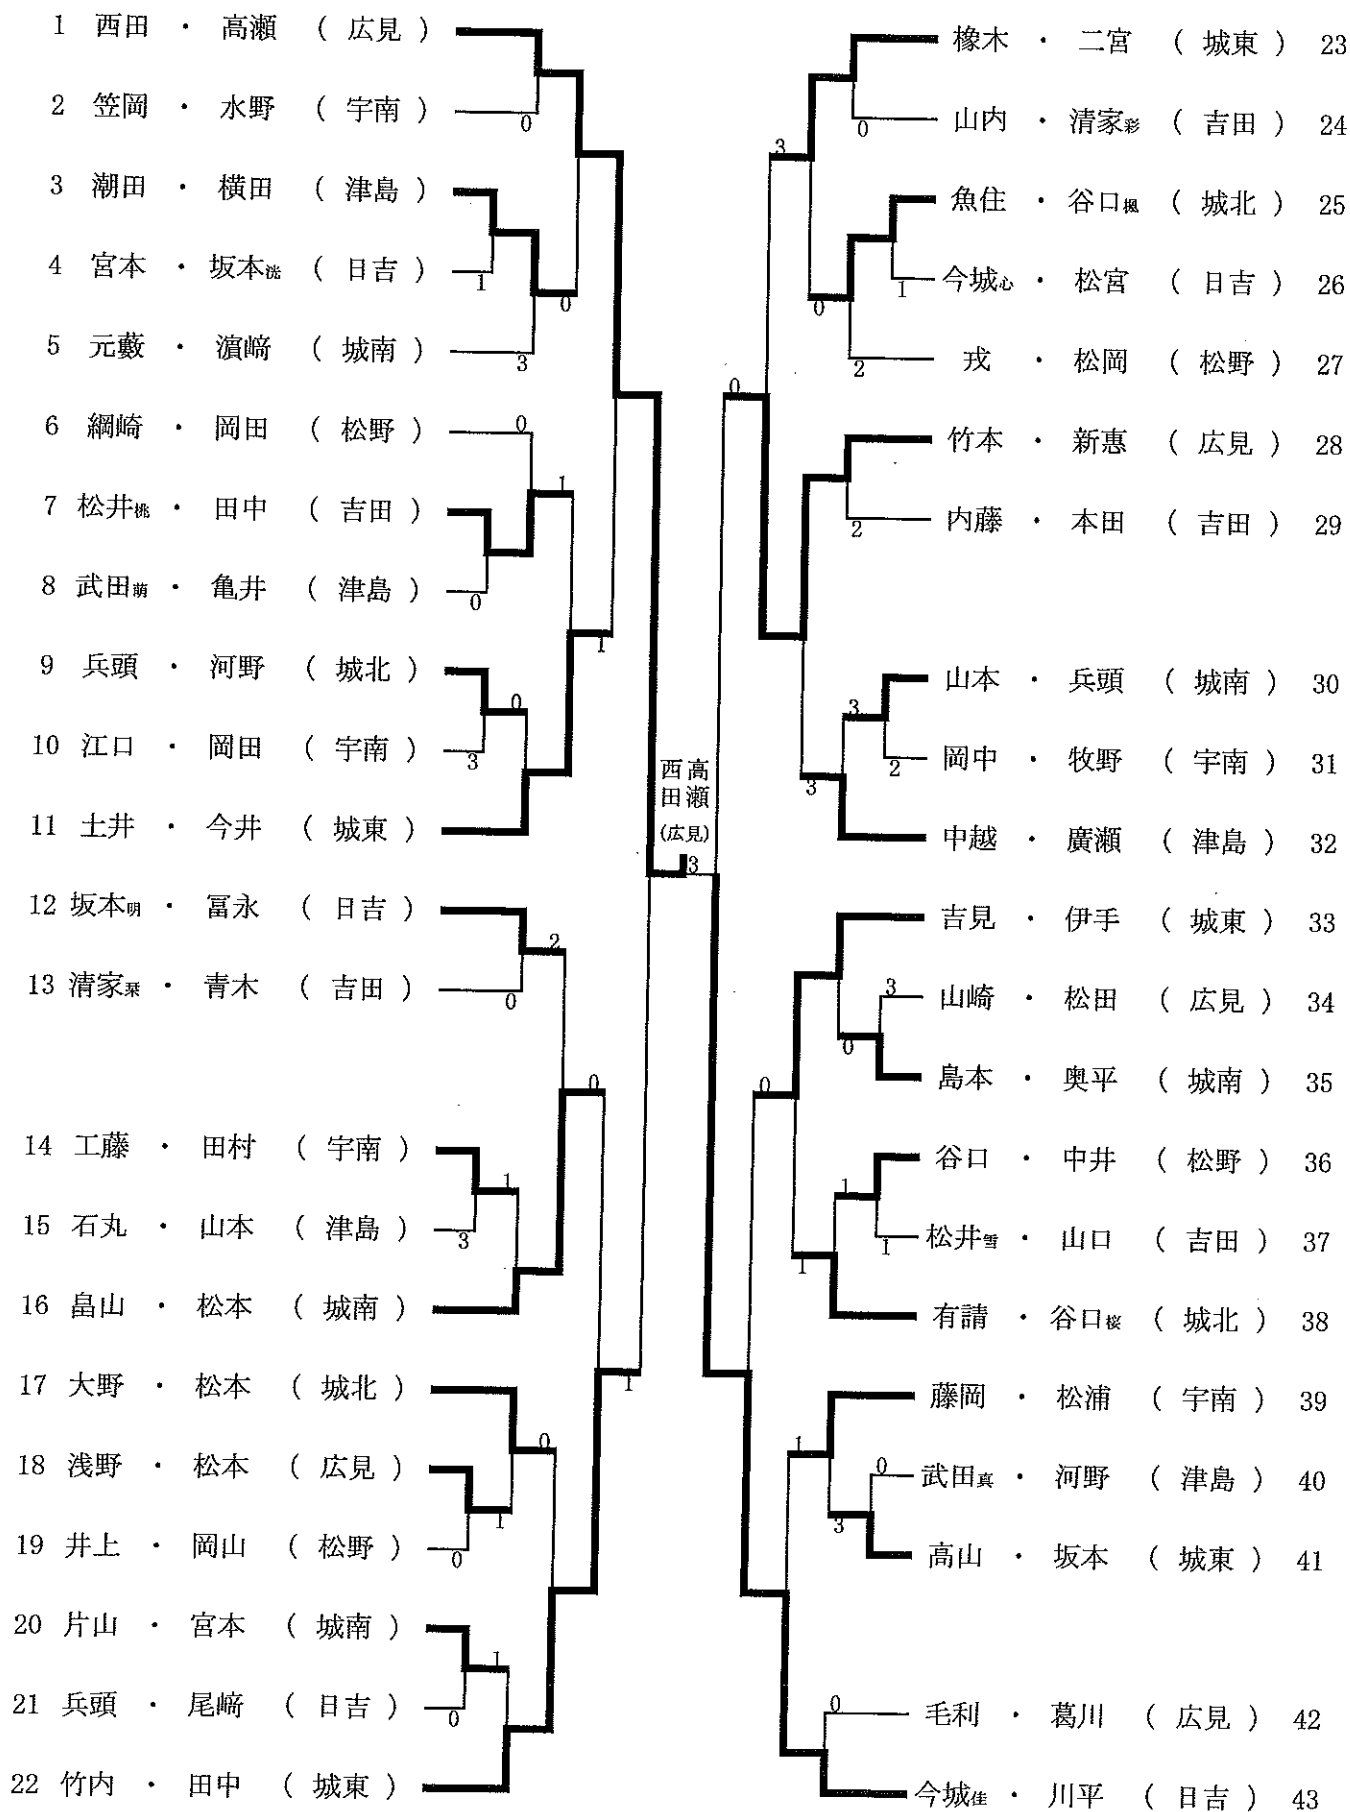 1 西田 ・ 高瀬 ( 広見 )
2 笠岡 ・ 水野 ( 宇南 )
0
3 潮田 ・ 横田 ( 津島 )
4 宮本 ・ 坂本洸 ( 日吉 )
1
0
5 元藪 ・ 濵﨑 ( 城南 )
3
6 綱崎 ・ 岡田 ( 松野 )
0
1
7 松井桃 ・ 田中 ( 吉田 )
8 武田萌 ・ 亀井 ( 津島 )
0
1
9 兵頭 ・ 河野 ( 城北 )
0
10 江口 ・ 岡田 ( 宇南 )
3
11 土井 ・ 今井 ( 城東 )
12 坂本明 ・ 冨永 ( 日吉 )
2
13 清家栞 ・ 青木 ( 吉田 )
0
0
14 工藤 ・ 田村 ( 宇南 )
1
15 石丸 ・ 山本 ( 津島 )
3
16 畠山 ・ 松本 ( 城南 )
1
17 大野 ・ 松本 ( 城北 )
0
18 浅野 ・ 松本 ( 広見 )
1
19 井上 ・ 岡山 ( 松野 )
0
20 片山 ・ 宮本 ( 城南 )
1
21 兵頭 ・ 尾﨑 ( 日吉 )
0
22 竹内 ・ 田中 ( 城東 )
西田
高瀬
(広見)
3
橡木 ・ 二宮 ( 城東 ) 23
山内 ・ 清家彩 ( 吉田 ) 24
0
3
魚住 ・ 谷口楓 ( 城北 ) 25
今城心 ・ 松宮 ( 日吉 ) 26
1
0
戎 ・ 松岡 ( 松野 ) 27
2
0
竹本 ・ 新恵 ( 広見 ) 28
内藤 ・ 本田 ( 吉田 ) 29
2
山本 ・ 兵頭 ( 城南 ) 30
3
岡中 ・ 牧野 ( 宇南 ) 31
2
3
中越 ・ 廣瀬 ( 津島 ) 32
吉見 ・ 伊手 ( 城東 ) 33
山崎 ・ 松田 ( 広見 ) 34
3
0
島本 ・ 奥平 ( 城南 ) 35
0
谷口 ・ 中井 ( 松野 ) 36
1
松井雪 ・ 山口 ( 吉田 ) 37
1
1
有請 ・ 谷口桜 ( 城北 ) 38
藤岡 ・ 松浦 ( 宇南 ) 39
1
武田真 ・ 河野 ( 津島 ) 40
0
3
高山 ・ 坂本 ( 城東 ) 41
毛利 ・ 葛川 ( 広見 ) 42
0
今城佳 ・ 川平 ( 日吉 ) 43